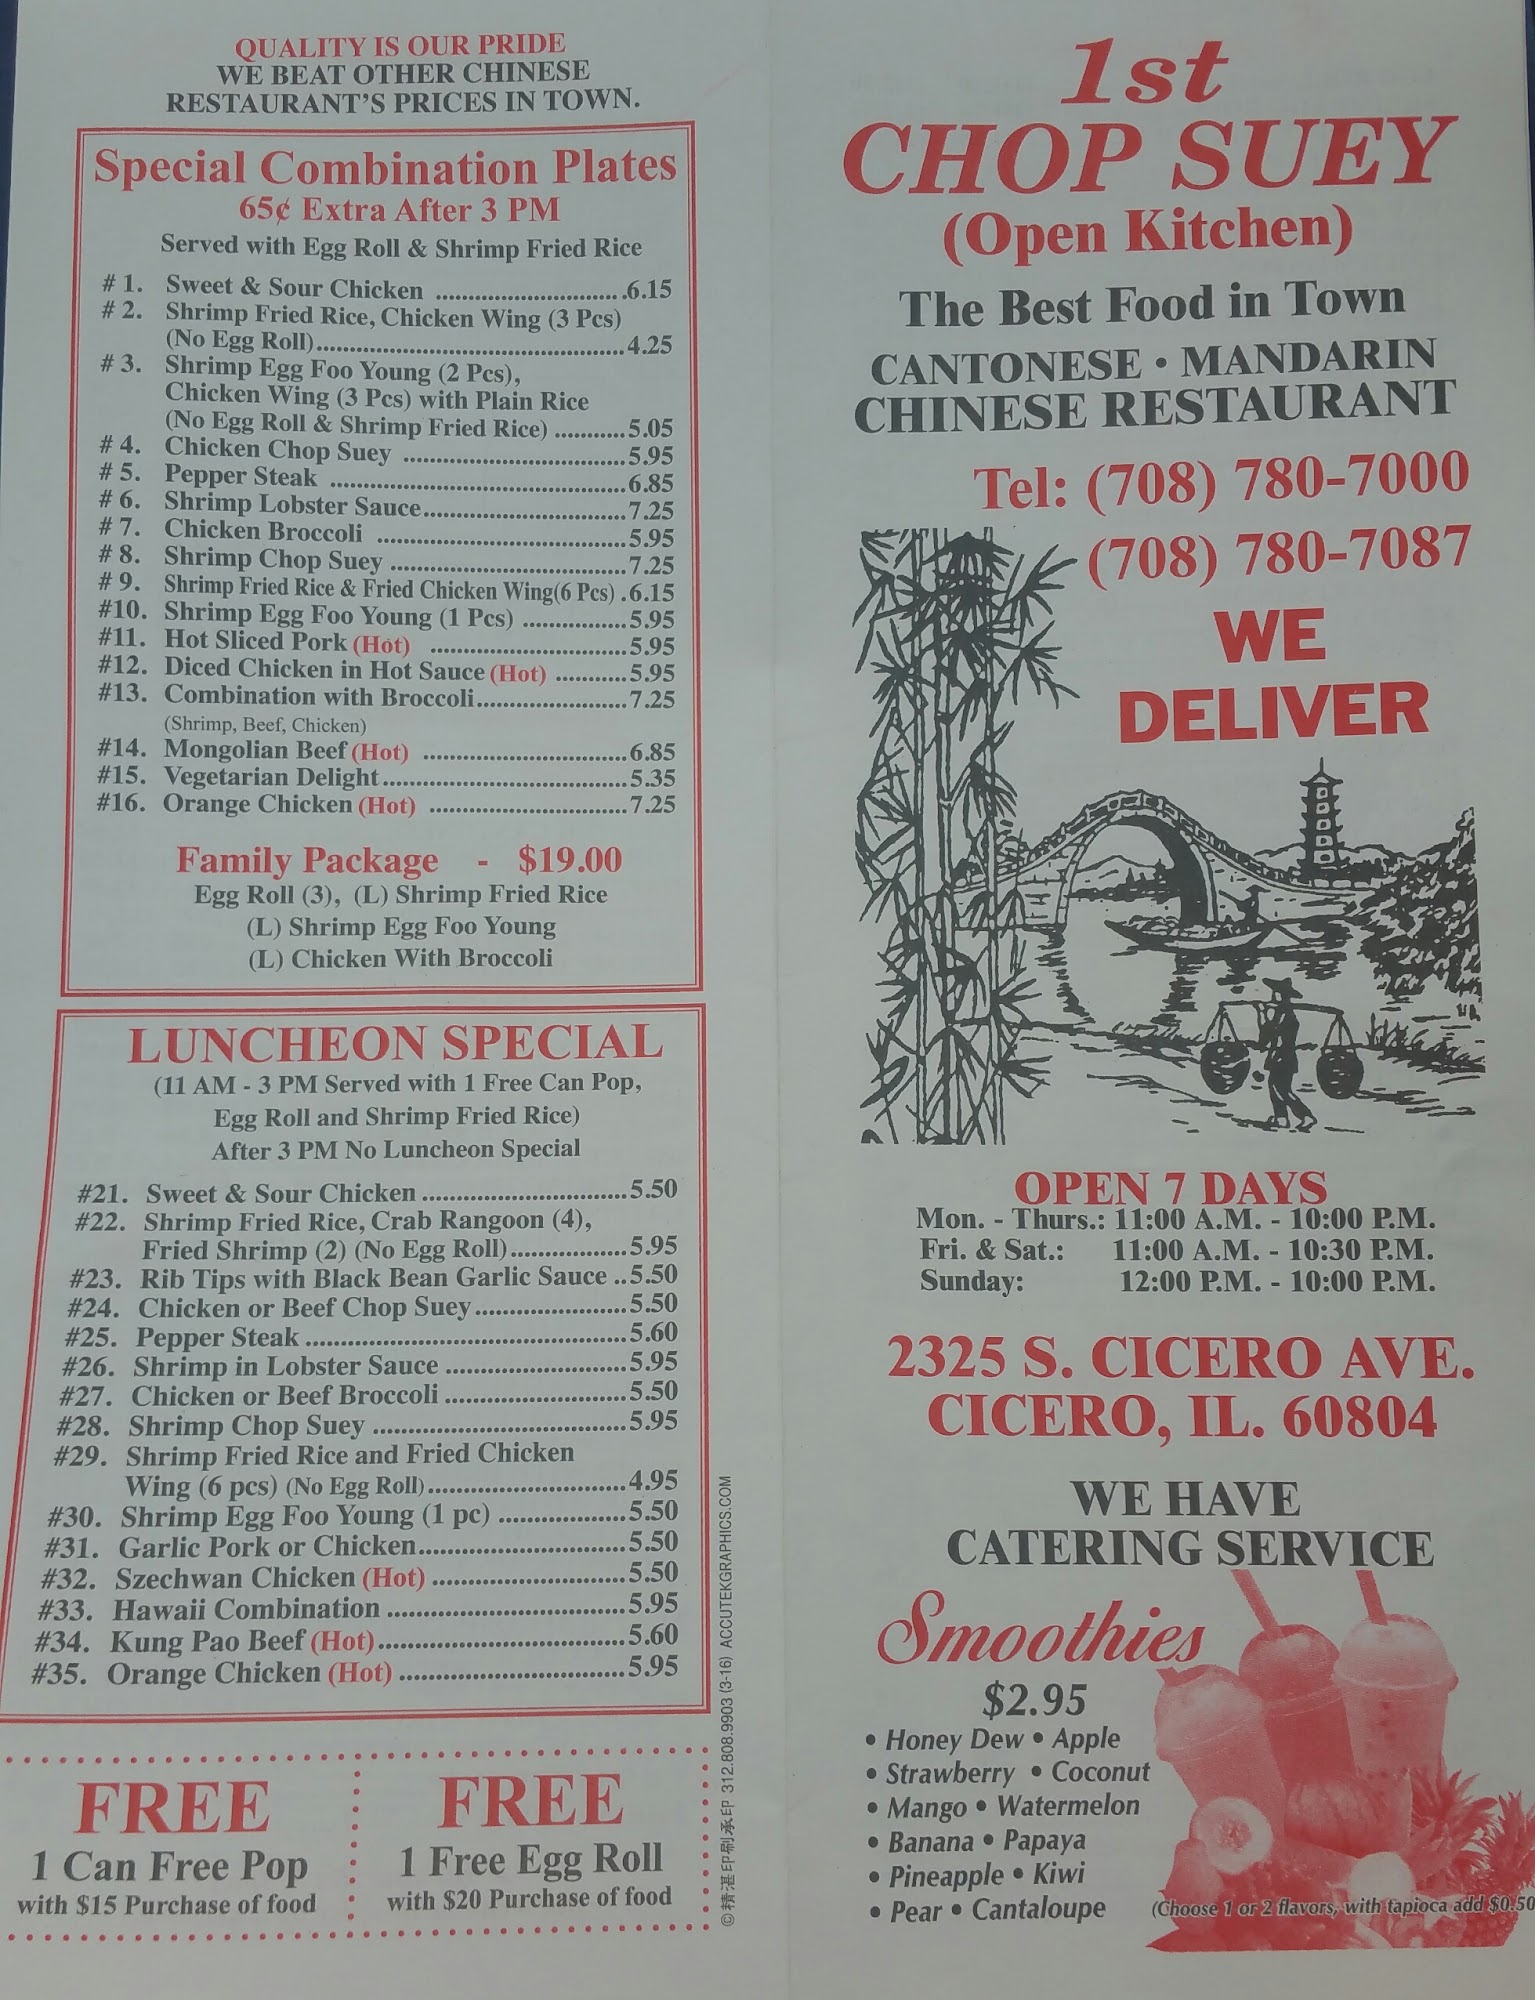 QUALITY IS OUR PRIDE
WE BEAT OTHER CHINESE
RESTAURANT'S PRICES IN TOWN.
Special Combination Plates
65¢ Extra After 3 PM
Served with Egg Roll & Shrimp Fried Rice
# 1. Sweet & Sour Chicken ..............................6.15
# 2. Shrimp Fried Rice, Chicken Wing (3 Pcs)
(No Egg Roll)..............................4.25
# 3. Shrimp Egg Foo Young (2 Pcs),
Chicken Wing (3 Pcs) with Plain Rice
(No Egg Roll & Shrimp Fried Rice) ...........5.05
# 4. Chicken Chop Suey ..............................5.95
# 5. Pepper Steak ..............................6.85
# 6. Shrimp Lobster Sauce..............................7.25
# 7. Chicken Broccoli ..............................5.95
# 8. Shrimp Chop Suey ..............................7.25
# 9. Shrimp Fried Rice & Fried Chicken Wing(6 Pcs) .6.15
#10. Shrimp Egg Foo Young (1 Pcs) ................5.95
#11. Hot Sliced Pork (Hot) ..............................5.95
#12. Diced Chicken in Hot Sauce (Hot) ...........5.95
#13. Combination with Broccoli.......................7.25
(Shrimp, Beef, Chicken)
#14. Mongolian Beef (Hot) ..............................6.85
#15. Vegetarian Delight..............................5.35
#16. Orange Chicken (Hot) ..............................7.25
Family Package - $19.00
Egg Roll (3), (L) Shrimp Fried Rice
(L) Shrimp Egg Foo Young
(L) Chicken With Broccoli
LUNCHEON SPECIAL
(11 AM - 3 PM Served with 1 Free Can Pop,
Egg Roll and Shrimp Fried Rice)
After 3 PM No Luncheon Special
#21. Sweet & Sour Chicken ..............................5.50
#22. Shrimp Fried Rice, Crab Rangoon (4),
Fried Shrimp (2) (No Egg Roll).................5.95
#23. Rib Tips with Black Bean Garlic Sauce ..5.50
#24. Chicken or Beef Chop Suey......................5.50
#25. Pepper Steak ..............................5.60
#26. Shrimp in Lobster Sauce ..........................5.95
#27. Chicken or Beef Broccoli ..........................5.50
#28. Shrimp Chop Suey ..............................5.95
#29. Shrimp Fried Rice and Fried Chicken
Wing (6 pcs) (No Egg Roll)............................4.95
#30. Shrimp Egg Foo Young (1 pc) ..................5.50
#31. Garlic Pork or Chicken..............................5.50
#32. Szechwan Chicken (Hot) ..........................5.50
#33. Hawaii Combination ..............................5.95
#34. Kung Pao Beef (Hot)..............................5.60
#35. Orange Chicken (Hot) ..............................5.95
FREE
1 Can Free Pop
with $15 Purchase of food
FREE
1 Free Egg Roll
with $20 Purchase of food
©精湛印刷承印 312.808.9903 (3-16) ACCUTEKGRAPHICS.COM
1st
CHOP SUEY
(Open Kitchen)
The Best Food in Town
CANTONESE • MANDARIN
CHINESE RESTAURANT
Tel: (708) 780-7000
(708) 780-7087
WE
DELIVER
OPEN 7 DAYS
Mon. - Thurs.: 11:00 A.M. - 10:00 P.M.
Fri. & Sat.: 11:00 A.M. - 10:30 P.M.
Sunday: 12:00 P.M. - 10:00 P.M.
2325 S. CICERO AVE.
CICERO, IL. 60804
WE HAVE
CATERING SERVICE
Smoothies
$2.95
• Honey Dew • Apple
• Strawberry • Coconut
• Mango • Watermelon
• Banana • Papaya
• Pineapple • Kiwi
• Pear • Cantaloupe
(Choose 1 or 2 flavors, with tapioca add $0.50